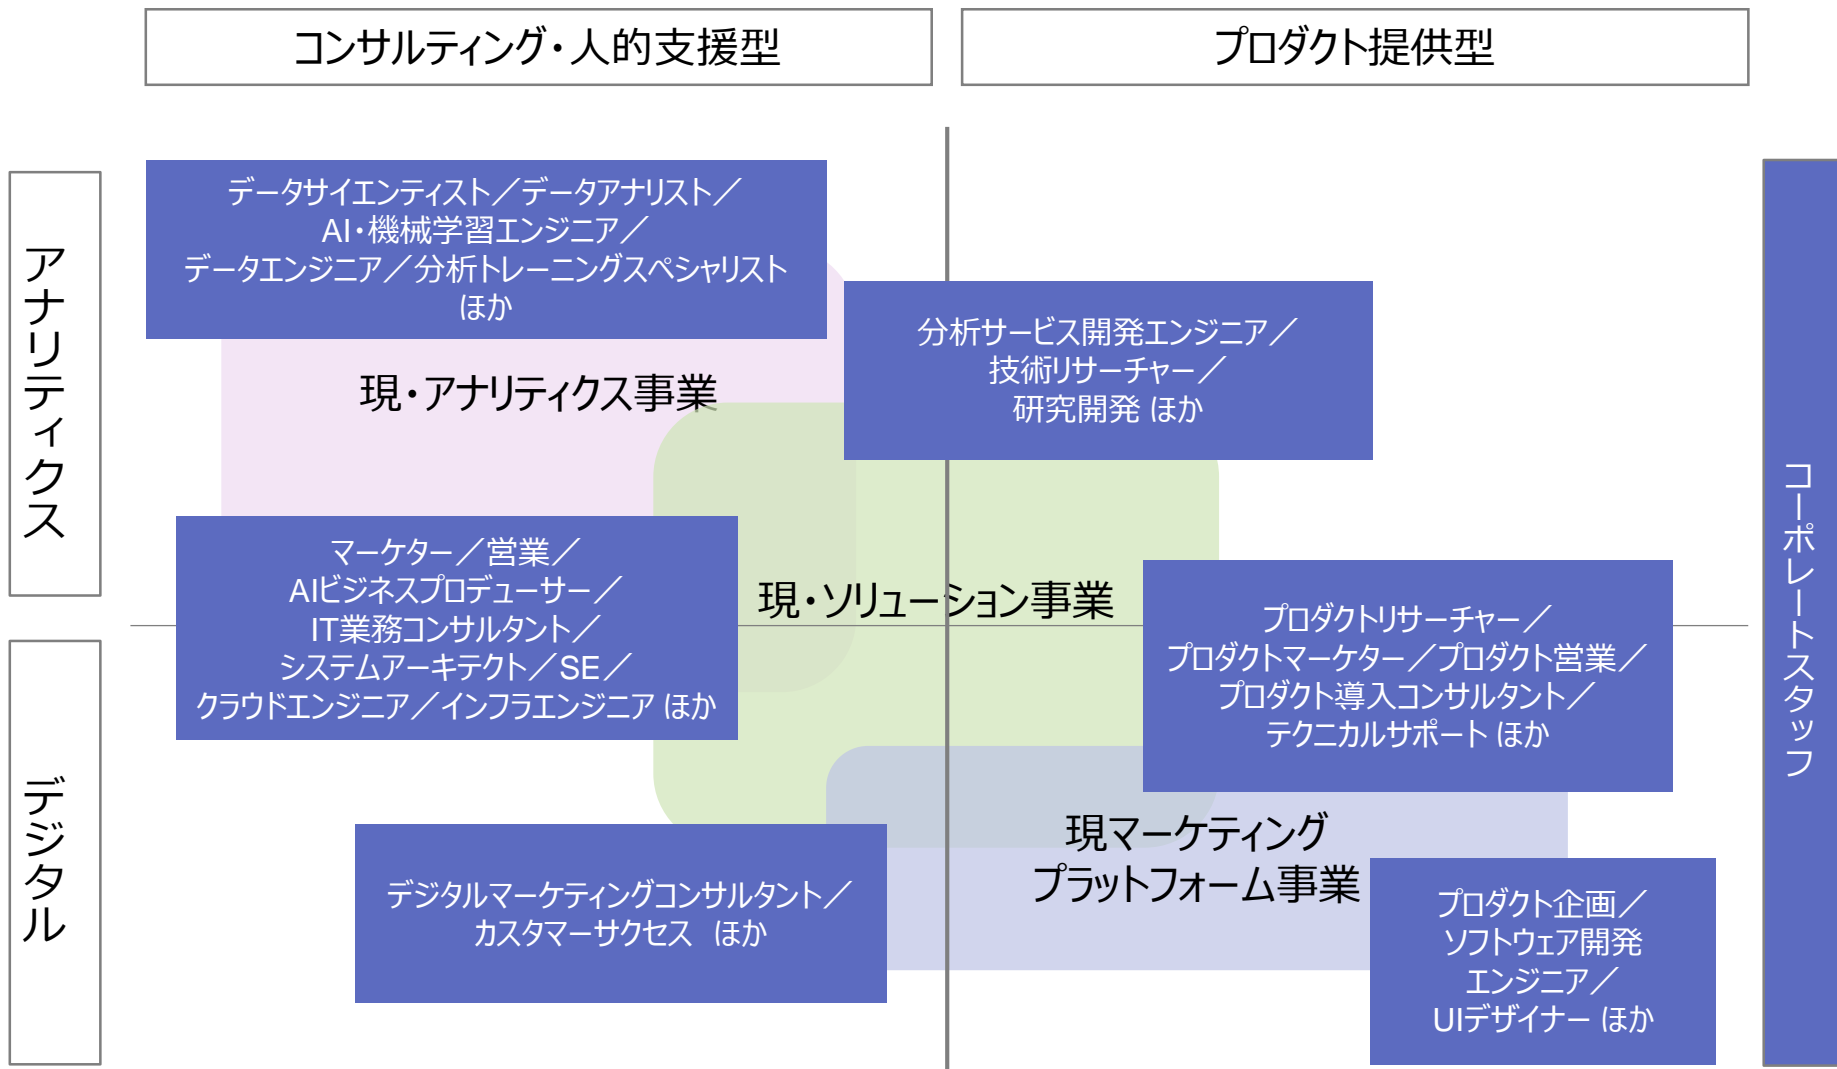 コンサルティング・人的支援型
プロダクト提供型
アナリティクス
データサイエンティスト／データアナリスト／
AI・機械学習エンジニア／
データエンジニア／分析トレーニングスペシャリスト
ほか
分析サービス開発エンジニア／
技術リサーチャー／
研究開発 ほか
現・アナリティクス事業
マーケター／営業／
AIビジネスプロデューサー／
IT業務コンサルタント／
システムアーキテクト／SE／
クラウドエンジニア／インフラエンジニア ほか
現・ソリューション事業
プロダクトリサーチャー／
プロダクトマーケター／プロダクト営業／
プロダクト導入コンサルタント／
テクニカルサポート ほか
デジタル
現マーケティング
プラットフォーム事業
デジタルマーケティングコンサルタント／
カスタマーサクセス　ほか
プロダクト企画／
ソフトウェア開発
エンジニア／
UIデザイナー ほか
コーポレートスタッフ